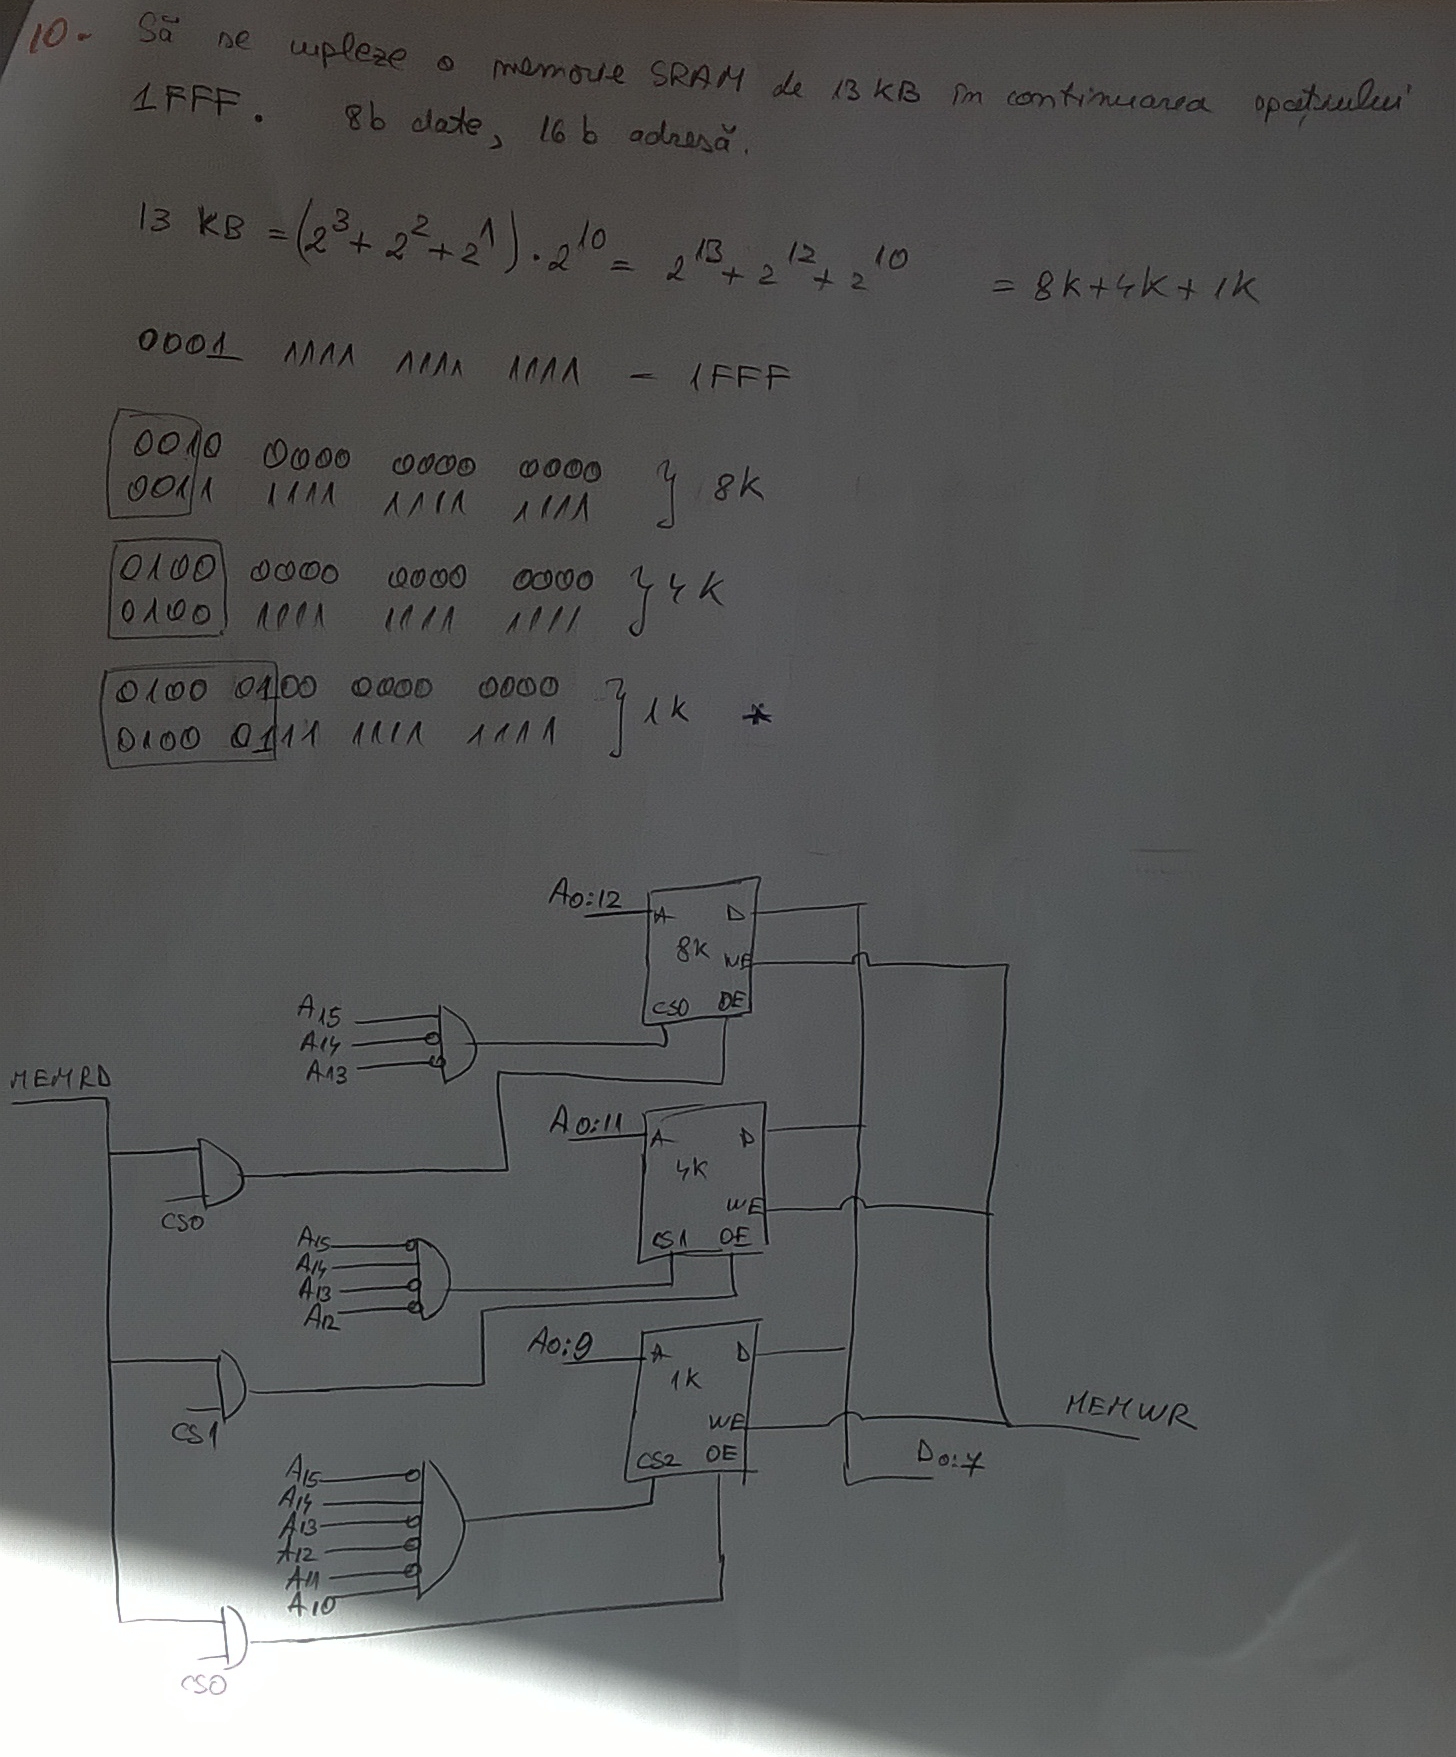 10. Să se cupleze o memorie SRAM de 13 KB în continuarea spațiului
1FFF. 8b date, 16 b adresă.
13 KB = (2^3 + 2^2 + 2^1) · 2^10 = 2^13 + 2^12 + 2^10 = 8K+4K+1K
0001 1111 1111 1111 — 1FFF
0010 0000 0000 0000
0011 1111 1111 1111 } 8K
0100 0000 0000 0000
0100 1111 1111 1111 } 4K
0100 0100 0000 0000
0100 0111 1111 1111 } 1K *
A0:12 A D
8K WE
CS0 OE
A15
A14
A13
MEMRD
CS0
A0:11 A D
4K
WE
CS1 OE
A15
A14
A13
A12
CS1
A0:9 A D
1K
WE
CS2 OE
MEMWR
D0:7
A15
A14
A13
A12
A11
A10
CS0